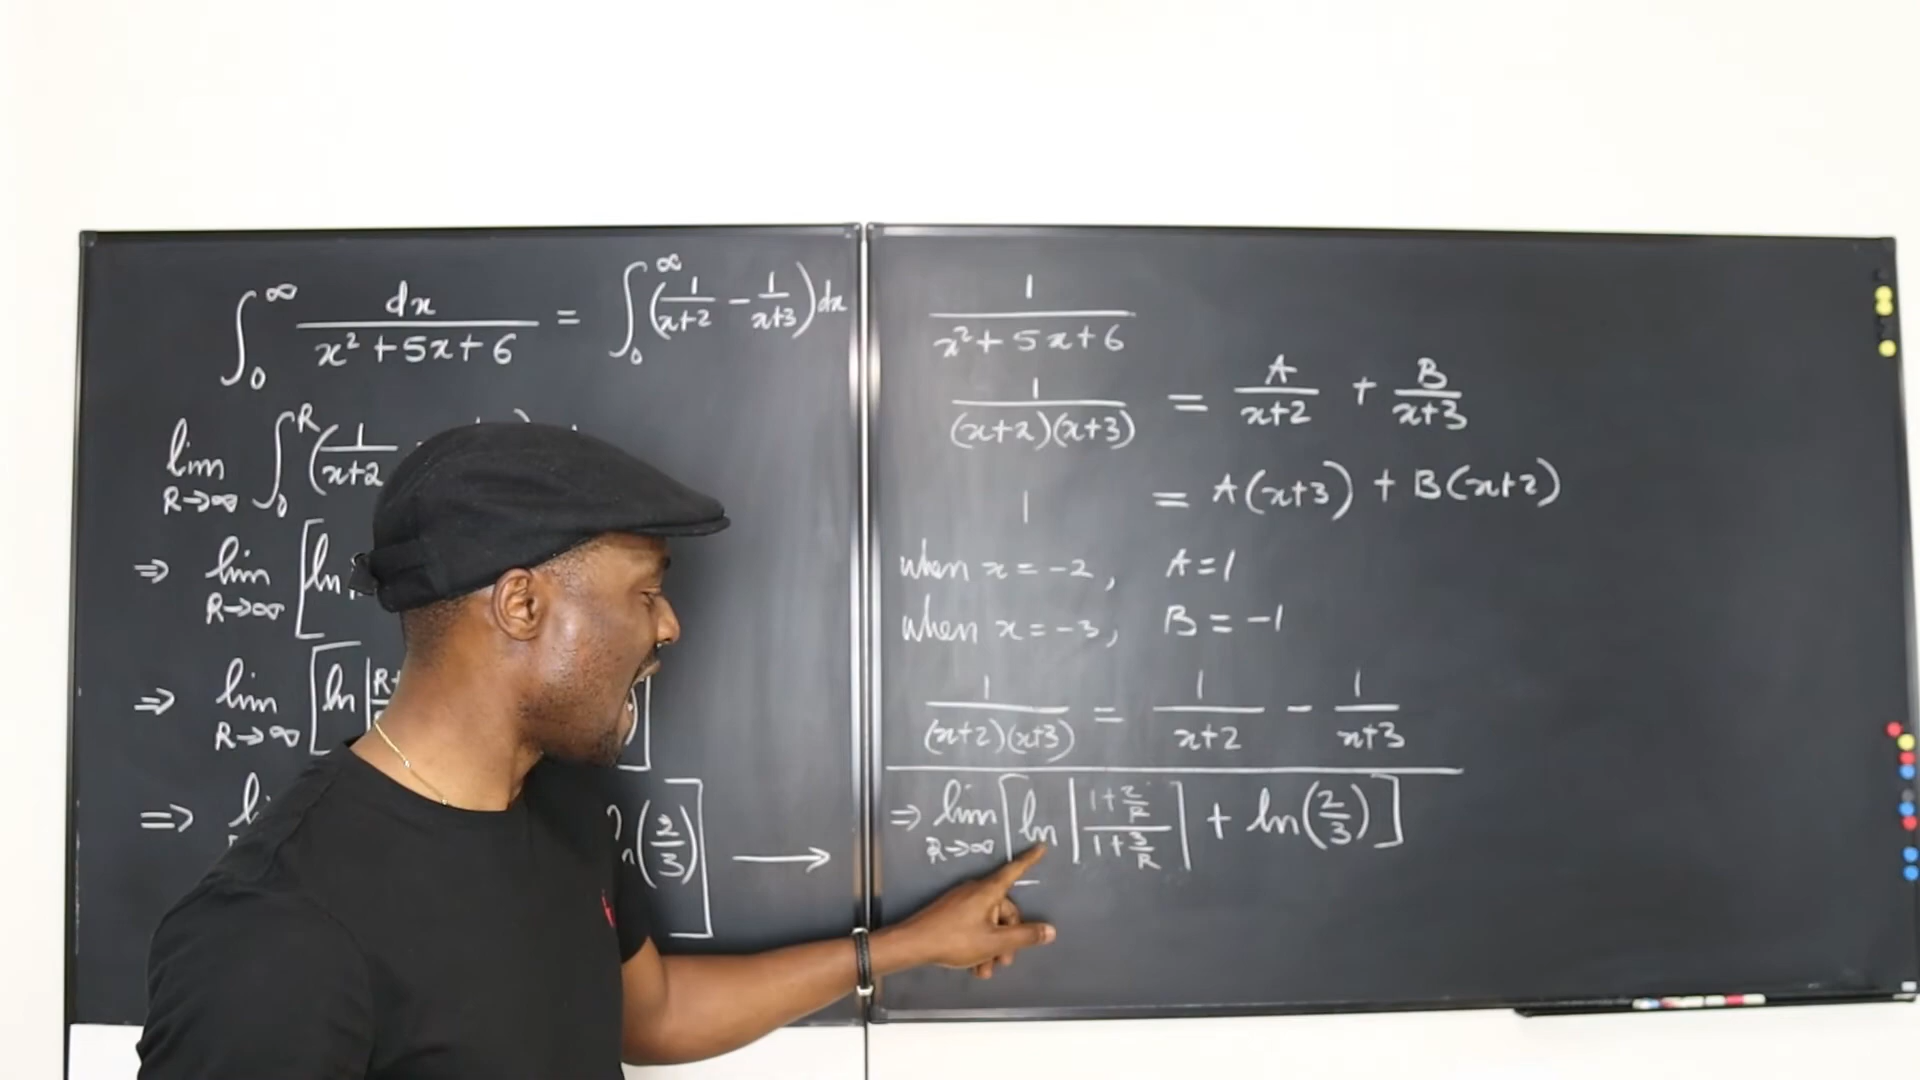 ∫₀^∞ dx/(x² + 5x + 6) = ∫₀^∞ (1/(x+2) − 1/(x+3)) dx
lim R→∞ ∫₀^R (1/(x+2
⇒ lim R→∞ [ln
⇒ lim R→∞ [ln |R+
⇒ (2/3)] ⟶
1/(x² + 5x + 6)
1/((x+2)(x+3)) = A/(x+2) + B/(x+3)
1 = A(x+3) + B(x+2)
when x = −2, A = 1
when x = −3, B = −1
1/((x+2)(x+3)) = 1/(x+2) − 1/(x+3)
⇒ lim R→∞ [ln |(1+2/R)/(1+3/R)| + ln(2/3)]